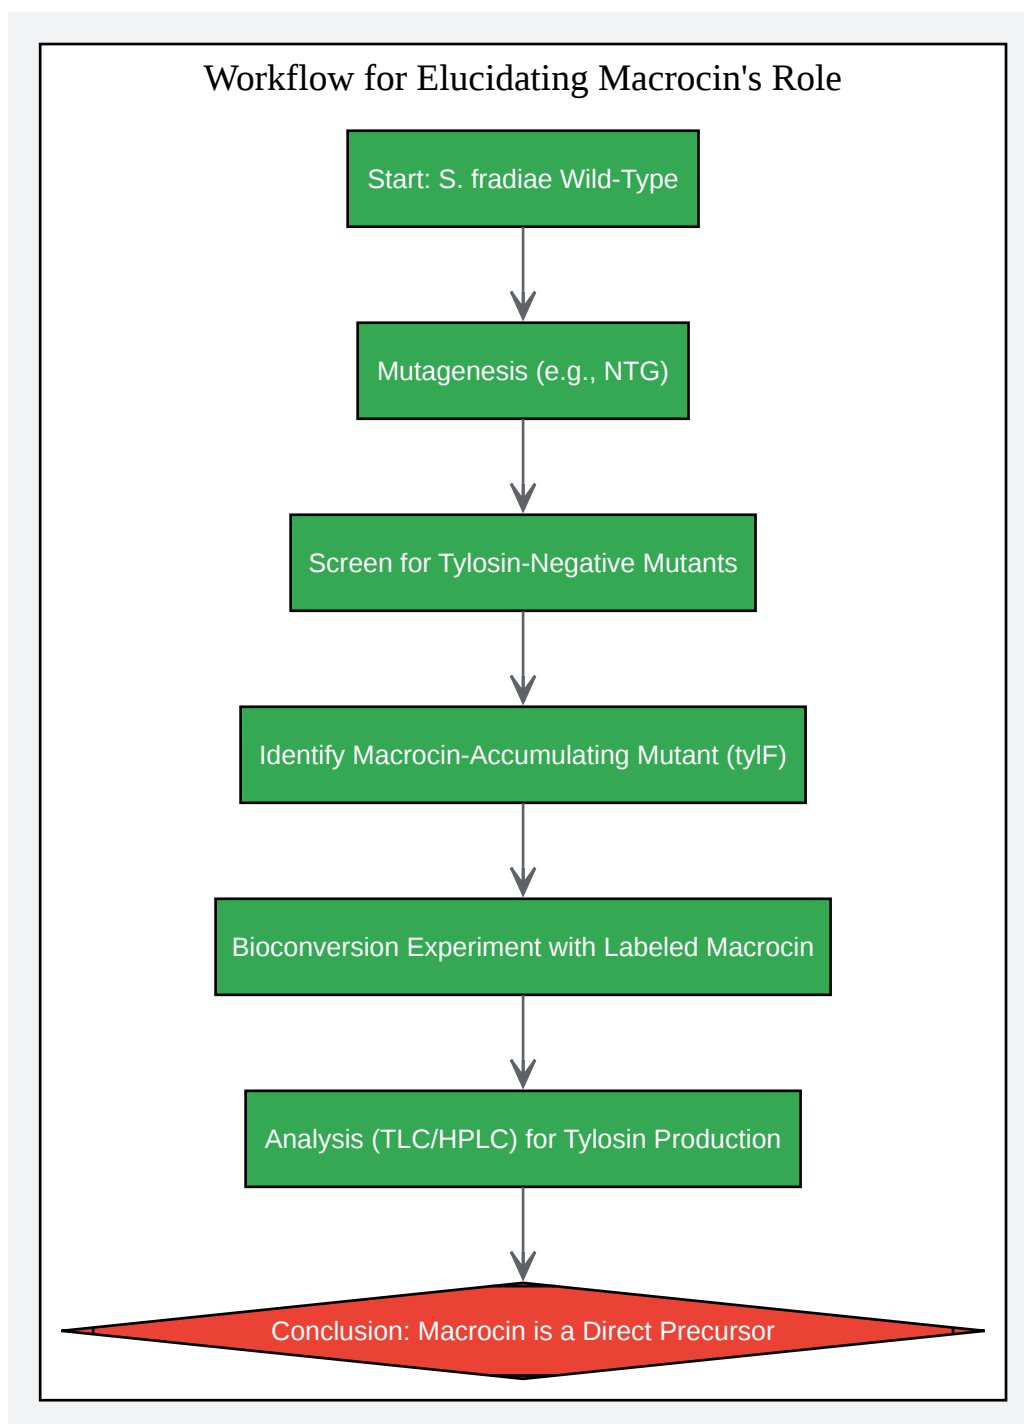 Workflow for Elucidating Macrocin's Role
Start: S. fradiae Wild-Type
Mutagenesis (e.g., NTG)
Screen for Tylosin-Negative Mutants
Identify Macrocin-Accumulating Mutant (tylF)
Bioconversion Experiment with Labeled Macrocin
Analysis (TLC/HPLC) for Tylosin Production
Conclusion: Macrocin is a Direct Precursor